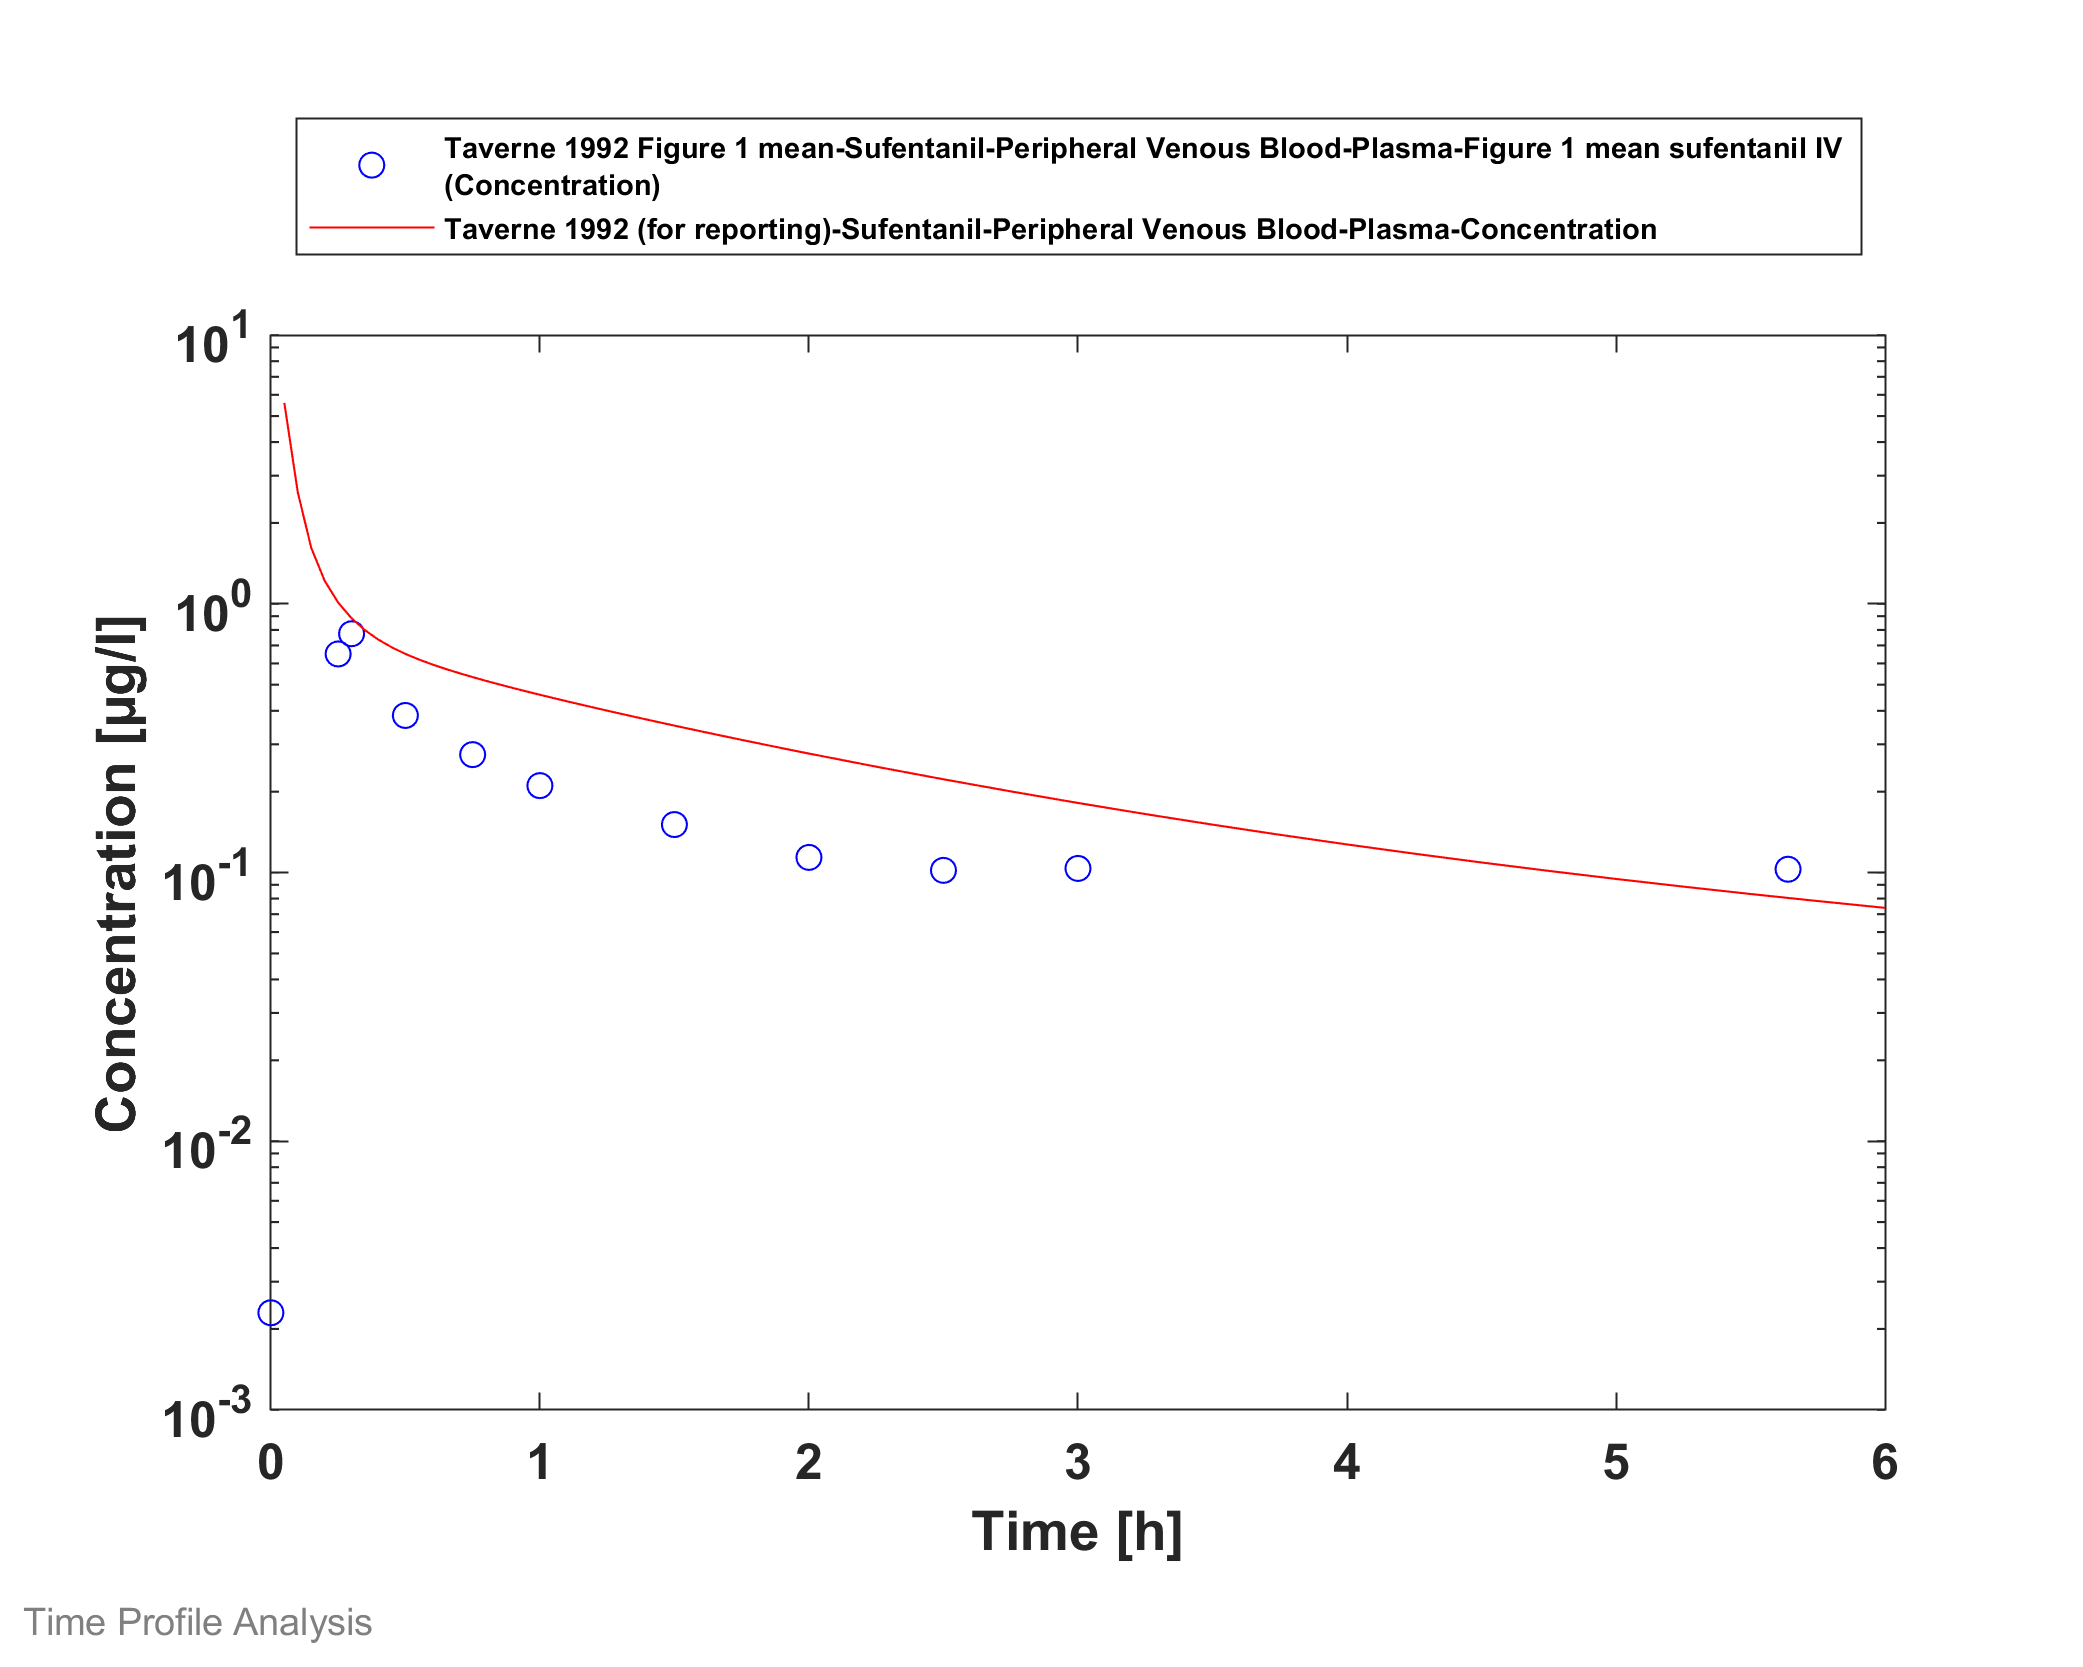 Taverne 1992 Figure 1 mean-Sufentanil-Peripheral Venous Blood-Plasma-Figure 1 mean sufentanil IV
(Concentration)
Taverne 1992 (for reporting)-Sufentanil-Peripheral Venous Blood-Plasma-Concentration
10^1
10^0
10^-1
10^-2
10^-3
Concentration [µg/l]
0 1 2 3 4 5 6
Time [h]
Time Profile Analysis